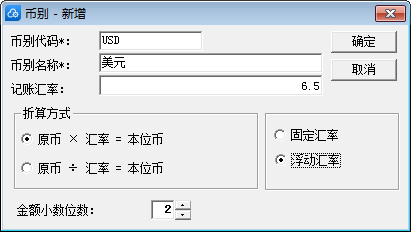 币别 - 新增
币别代码*: USD 确定
币别名称*: 美元 取消
记账汇率: 6.5
折算方式
原币 × 汇率 = 本位币 固定汇率
原币 ÷ 汇率 = 本位币 浮动汇率
金额小数位数: 2